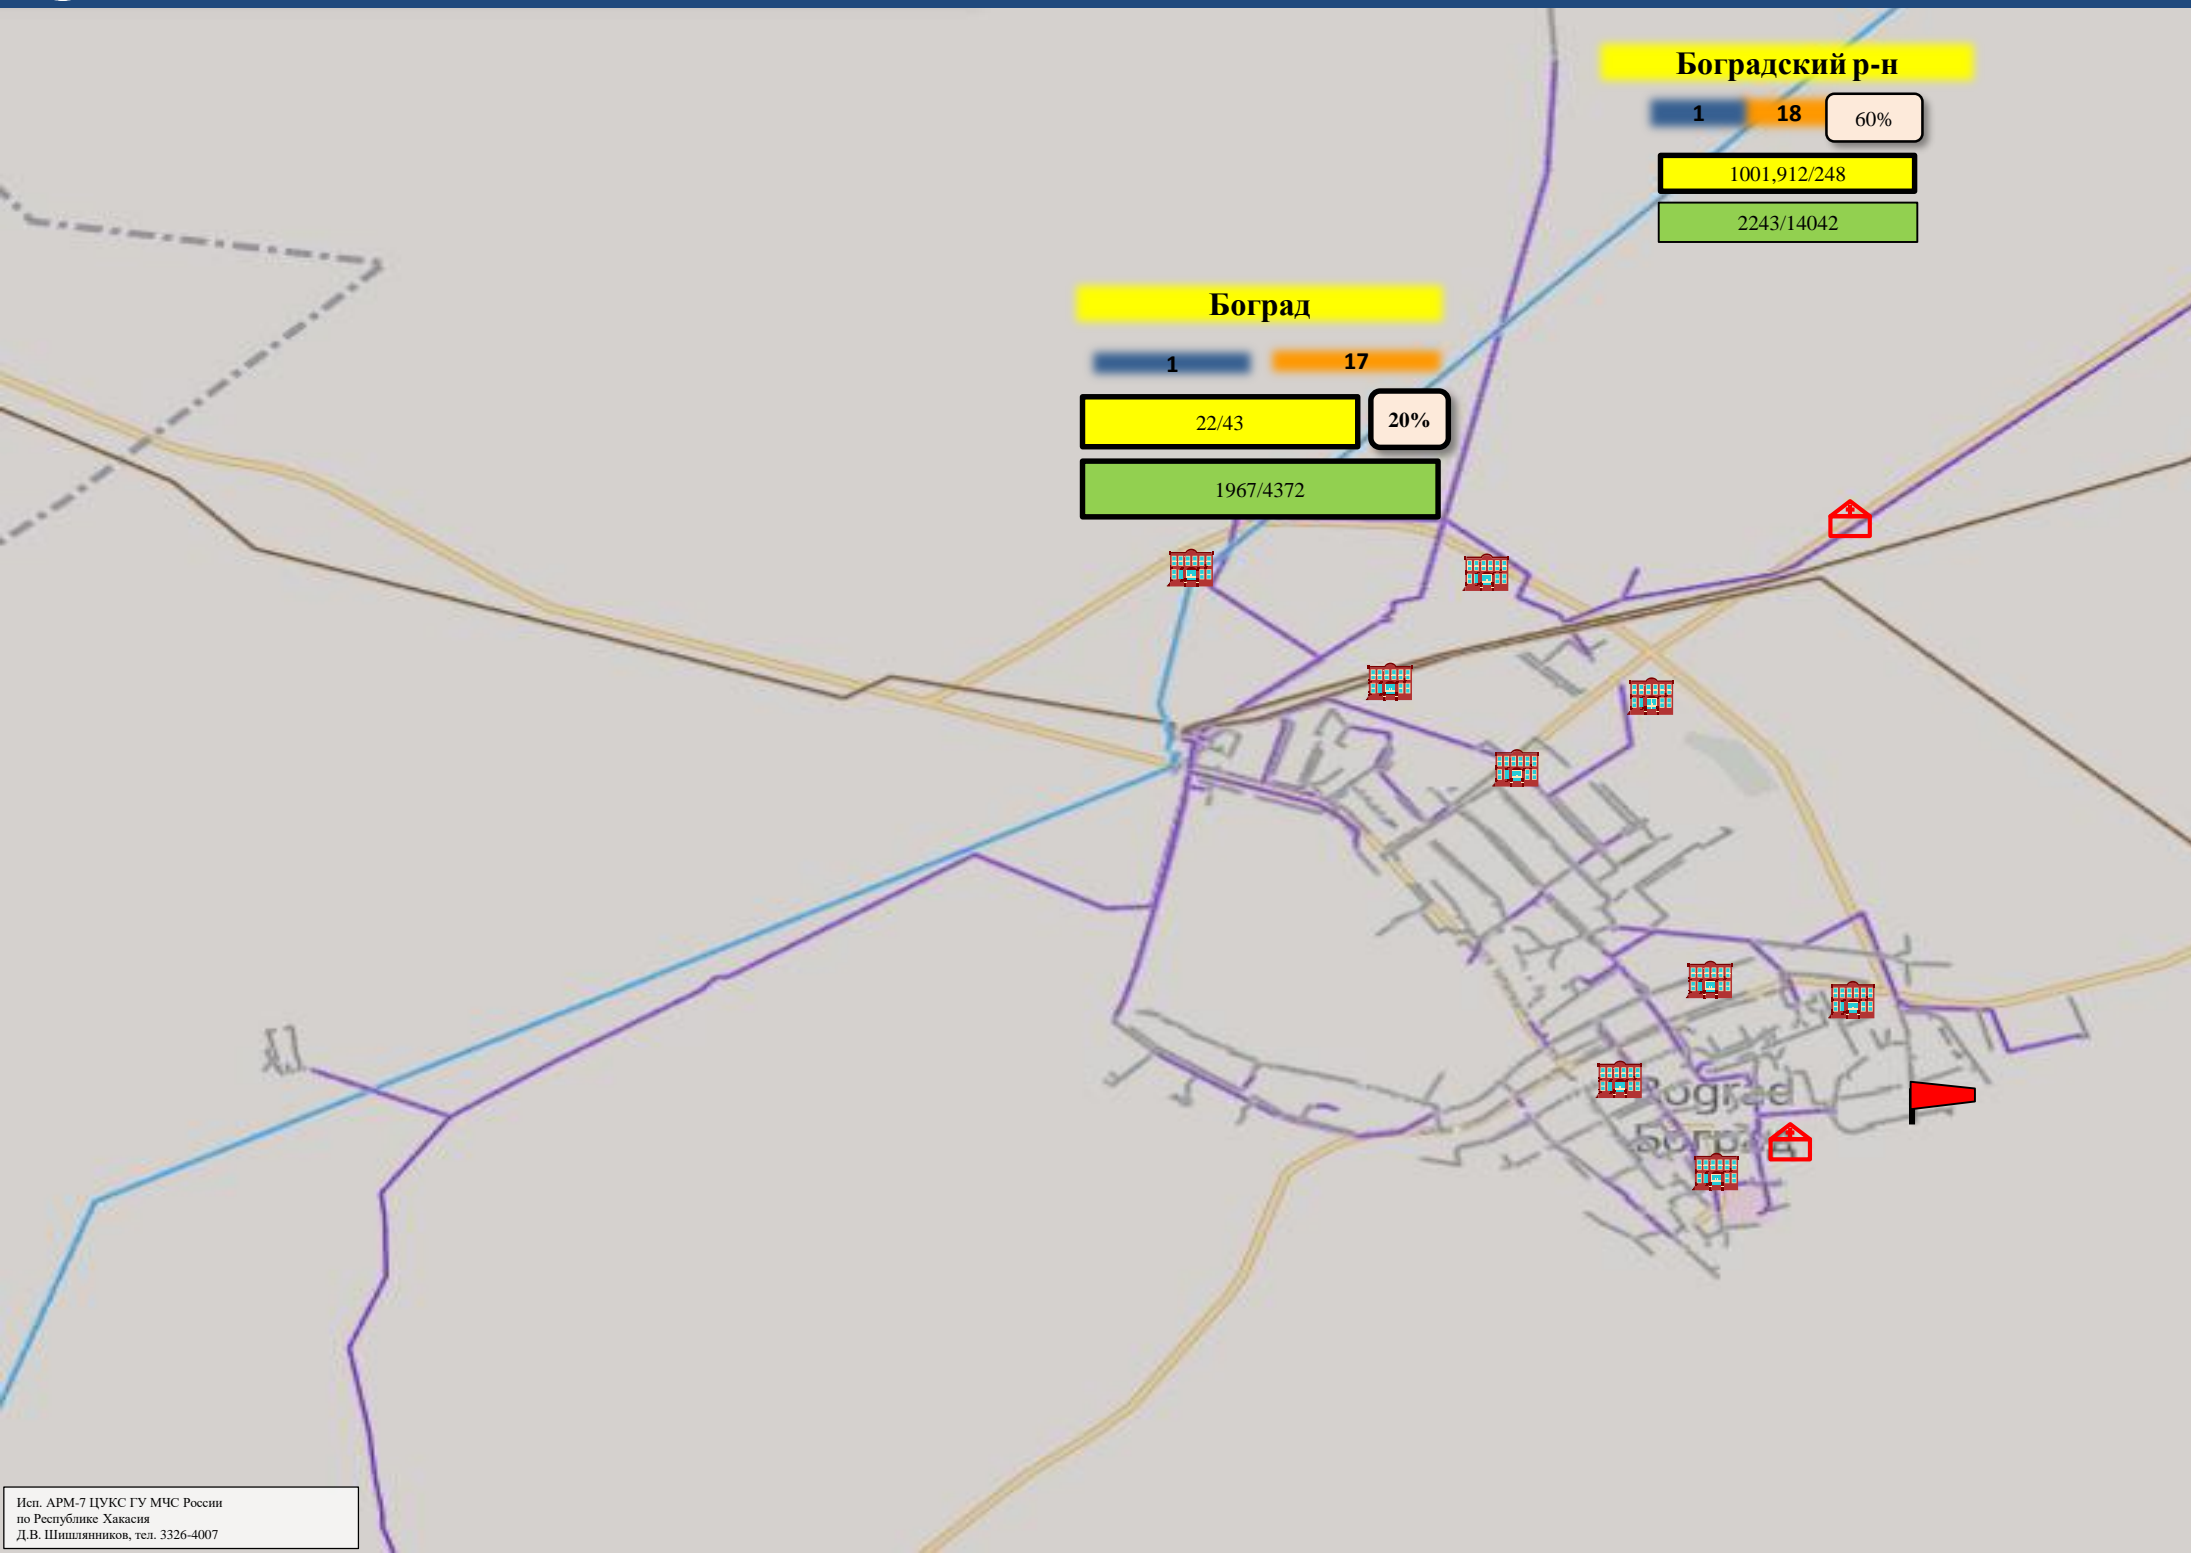 Боградский р-н
1 18 60%
1001,912/248
2243/14042
Боград
1 17
22/43 20%
1967/4372
Bograd
Боград
Исп. АРМ-7 ЦУКС ГУ МЧС России
по Республике Хакасия
Д.В. Шишлянников, тел. 3326-4007